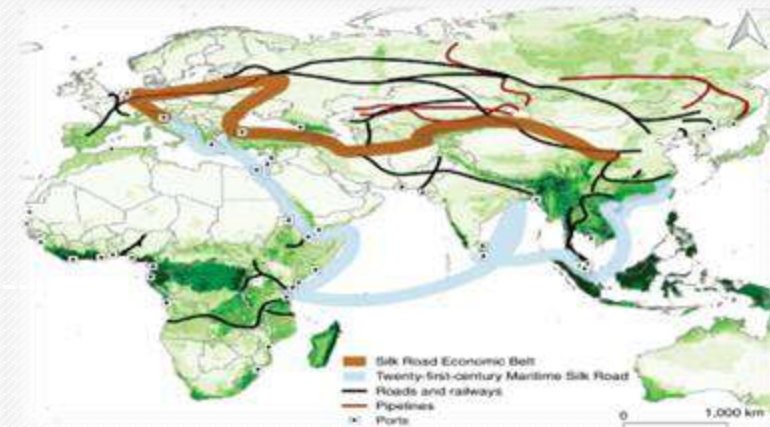 Silk Road Economic Belt
Twenty-first-century Maritime Silk Road
Roads and railways
Pipelines
Ports
0 1,000 km